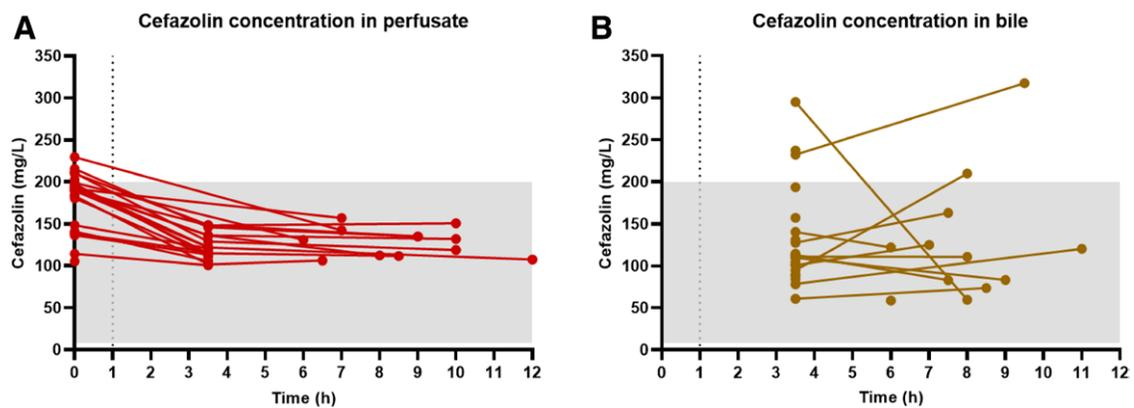 A
Cefazolin concentration in perfusate
Cefazolin (mg/L)
350
300
250
200
150
100
50
0
0 1 2 3 4 5 6 7 8 9 10 11 12
Time (h)
B
Cefazolin concentration in bile
Cefazolin (mg/L)
350
300
250
200
150
100
50
0
0 1 2 3 4 5 6 7 8 9 10 11 12
Time (h)